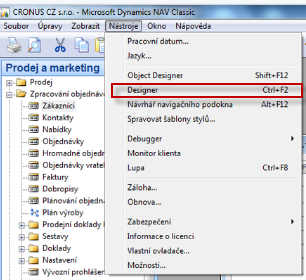 CRONUS CZ s.r.o. - Microsoft Dynamics NAV Classic
Soubor Úpravy Zobrazit Nástroje Okno Nápověda
Prodej a marketing
Prodej
Zpracování objednáv
Zákazníci
Kontakty
Nabídky
Objednávky
Hromadné objedn
Objednávky vratek
Faktury
Dobropisy
Plánování objedna
Plán výroby
Prodejní doklady
Sestavy
Doklady
Nastavení
Vývozní prohlášen
Pracovní datum...
Jazyk...
Object Designer Shift+F12
Designer Ctrl+F2
Návrhář navigačního podokna Alt+F12
Spravovat šablony stylů...
Debugger
Monitor klienta
Lupa Ctrl+F8
Záloha...
Obnova...
Zabezpečení
Informace o licenci
Vlastní ovladače...
Možnosti...